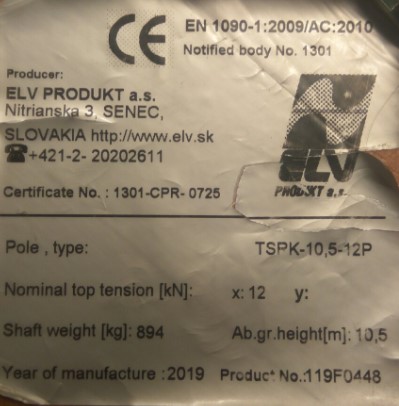 CE EN 1090-1:2009/AC:2010
Notified body No. 1301
Producer:
ELV PRODUKT a.s.
Nitrianska 3, SENEC,
SLOVAKIA http://www.elv.sk
☎+421-2- 20202611
ELV
PRODUKT a.s.
Certificate No. : 1301-CPR- 0725
Pole , type: TSPK-10,5-12P
Nominal top tension [kN]: x: 12 y:
Shaft weight [kg]: 894 Ab.gr.height[m]: 10,5
Year of manufacture :2019 Product No.:119F0448